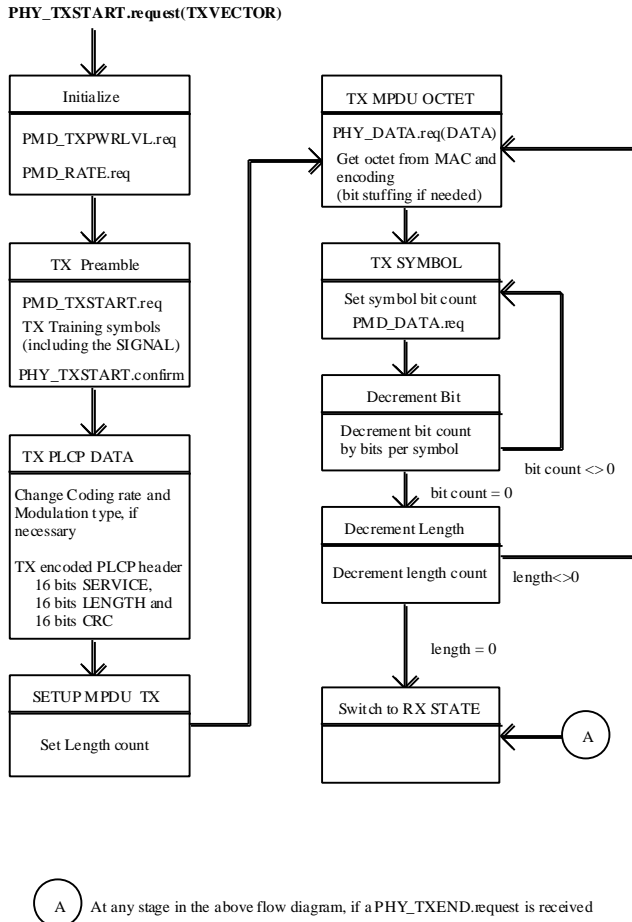 PHY_TXSTART.request(TXVECTOR)
Initialize
PMD_TXPWRLVL.req
PMD_RATE.req
TX Preamble
PMD_TXSTART.req
TX Training symbols
(including the SIGNAL)
PHY_TXSTART.confirm
TX PLCP DATA
Change Coding rate and
Modulation type, if
necessary
TX encoded PLCP header
16 bits SERVICE,
16 bits LENGTH and
16 bits CRC
SETUP MPDU TX
Set Length count
TX MPDU OCTET
PHY_DATA.req(DATA)
Get octet from MAC and
encoding
(bit stuffing if needed)
TX SYMBOL
Set symbol bit count
PMD_DATA.req
Decrement Bit
Decrement bit count
by bits per symbol
bit count <> 0
bit count = 0
Decrement Length
Decrement length count
length<>0
length = 0
Switch to RX STATE
A
A At any stage in the above flow diagram, if a PHY_TXEND.request is received